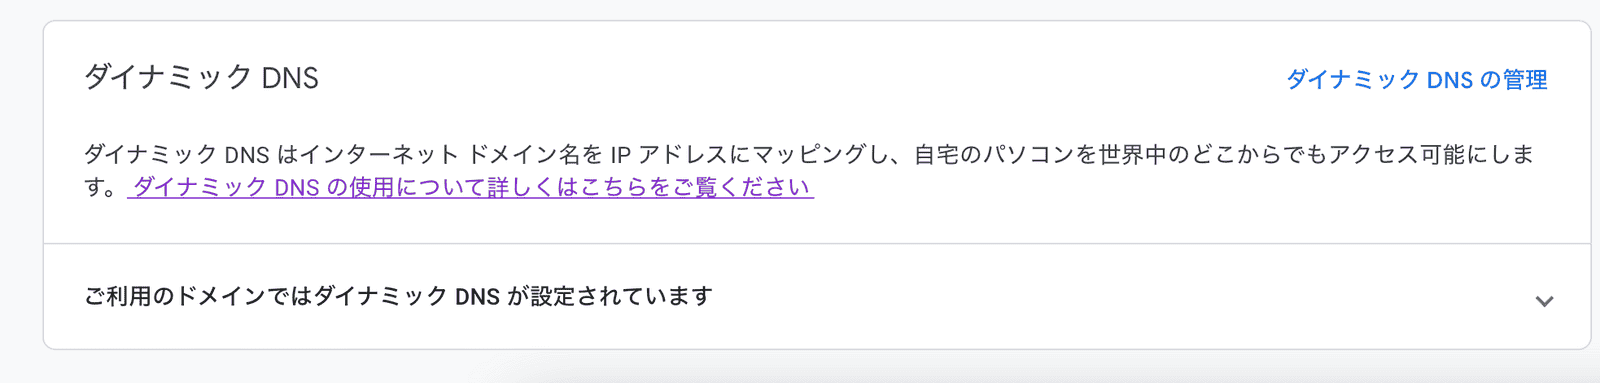 ダイナミック DNS
ダイナミック DNS の管理
ダイナミック DNS はインターネット ドメイン名を IP アドレスにマッピングし、自宅のパソコンを世界中のどこからでもアクセス可能にしま
す。 ダイナミック DNS の使用について詳しくはこちらをご覧ください
ご利用のドメインではダイナミック DNS が設定されています